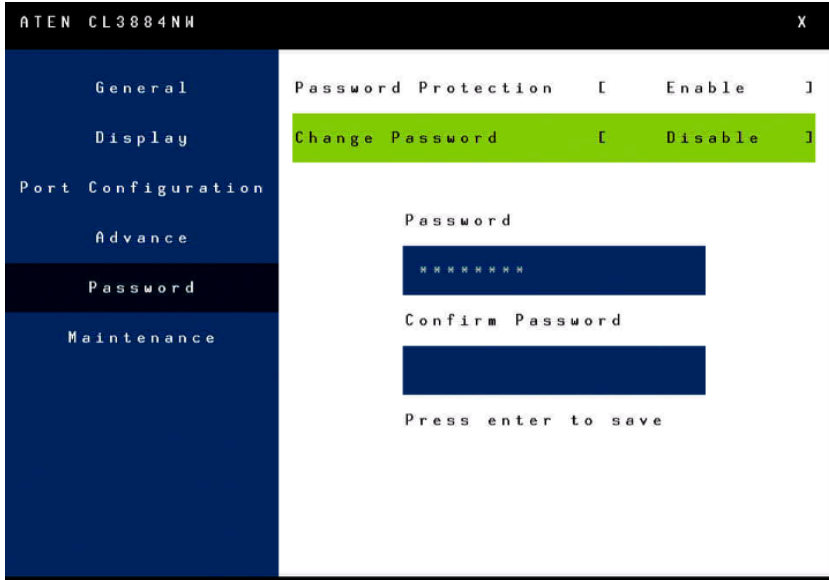 ATEN CL3884NW X
General
Display
Port Configuration
Advance
Password
Maintenance
Password Protection [ Enable ]
Change Password [ Disable ]
Password
********
Confirm Password
Press enter to save